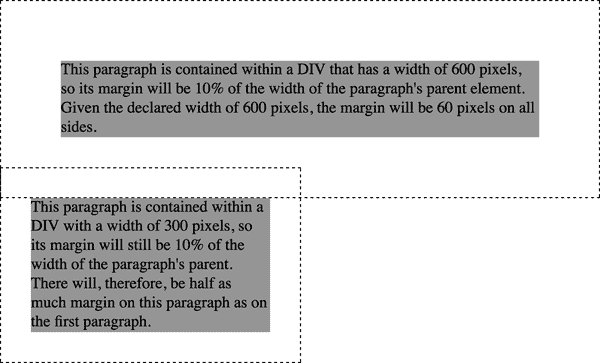 This paragraph is contained within a DIV that has a width of 600 pixels,
so its margin will be 10% of the width of the paragraph's parent element.
Given the declared width of 600 pixels, the margin will be 60 pixels on all
sides.
This paragraph is contained within a
DIV with a width of 300 pixels, so
its margin will still be 10% of the
width of the paragraph's parent.
There will, therefore, be half as
much margin on this paragraph as on
the first paragraph.